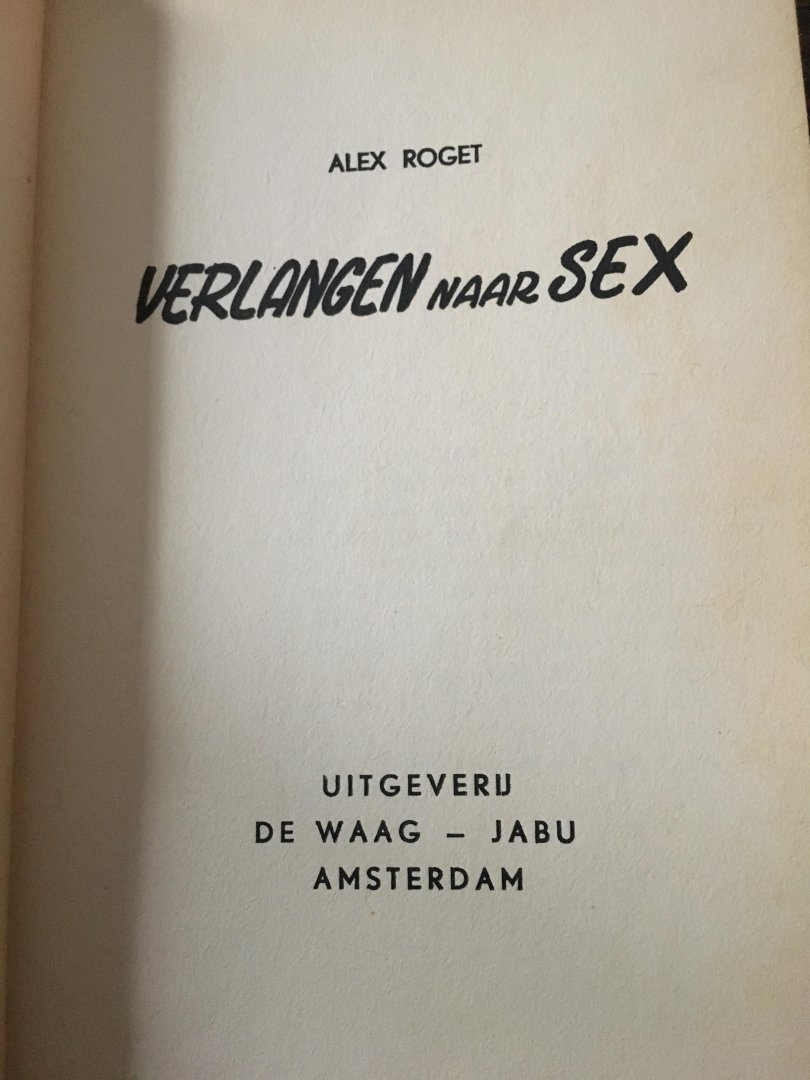 ALEX ROGET
VERLANGEN NAAR SEX
UITGEVERIJ
DE WAAG – JABU
AMSTERDAM